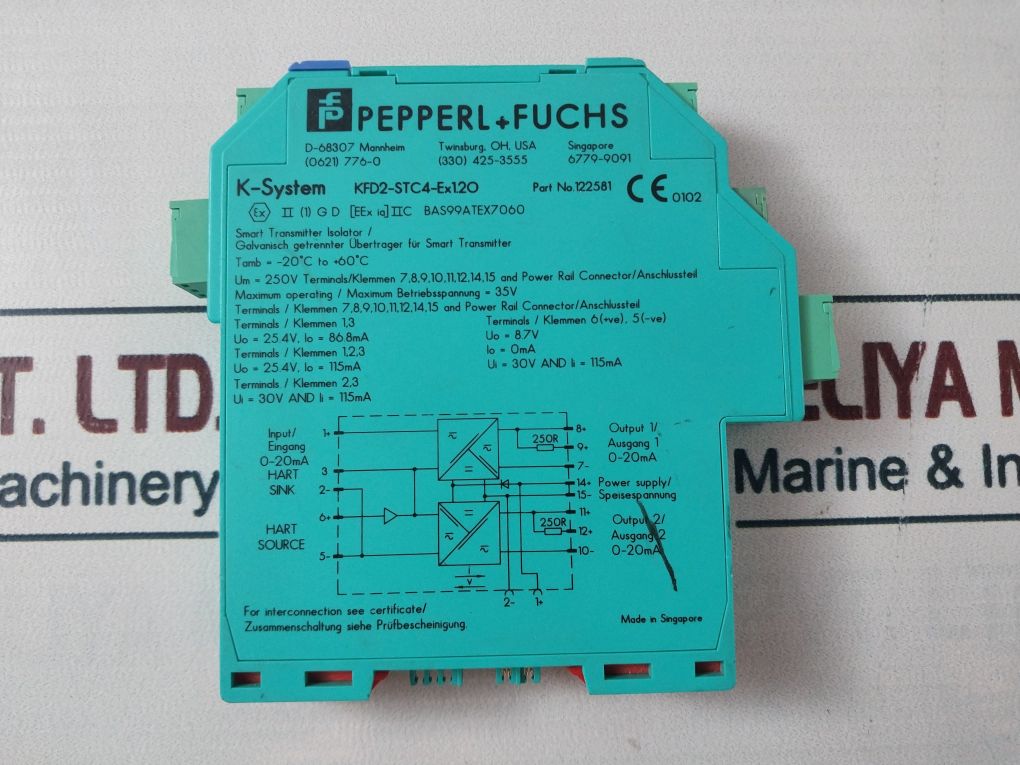 PEPPERL+FUCHS
D-68307 Mannheim Twinsburg, OH, USA Singapore
(0621) 776-0 (330) 425-3555 6779-9091
K-System KFD2-STC4-Ex1.2O Part No.122581 CE 0102
Ex II (1) G D [EEx ia] IIC BAS99ATEX7060
Smart Transmitter Isolator /
Galvanisch getrennter Übertrager für Smart Transmitter
Tamb = -20°C to +60°C
Um = 250V Terminals/Klemmen 7,8,9,10,11,12,14,15 and Power Rail Connector/Anschlussteil
Maximum operating / Maximum Betriebsspannung = 35V
Terminals / Klemmen 7,8,9,10,11,12,14,15 and Power Rail Connector/Anschlussteil
Terminals / Klemmen 1,3
Uo = 25.4V, Io = 86.8mA
Terminals / Klemmen 1,2,3
Uo = 25.4V, Io = 115mA
Terminals / Klemmen 2,3
Ui = 30V AND Ii = 115mA
Terminals / Klemmen 6(+ve), 5(-ve)
Uo = 8.7V
Io = 0mA
Ui = 30V AND Ii = 115mA
Input/
Eingang
0-20mA
HART
SINK
HART
SOURCE
1+
3
2-
6+
5-
250R
250R
V
2- 1+
8+
9+
7-
14+
15-
11+
12+
10-
Output 1/
Ausgang 1
0-20mA
Power supply/
Speisespannung
Output 2/
Ausgang 2
0-20mA
For interconnection see certificate/
Zusammenschaltung siehe Prüfbescheinigung.
Made in Singapore
T. LTD.
achinery
ELIYA M
Marine & In